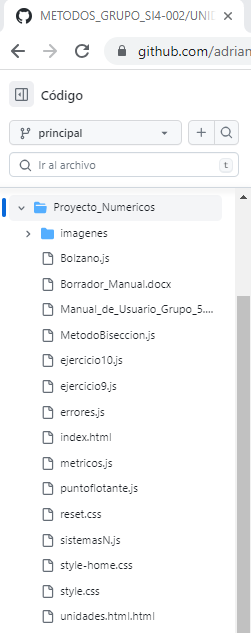 METODOS_GRUPO_SI4-002/UNID
github.com/adrian
Código
principal
Ir al archivo
t
Proyecto_Numericos
imagenes
Bolzano.js
Borrador_Manual.docx
Manual_de_Usuario_Grupo_5....
MetodoBiseccion.js
ejercicio10.js
ejercicio9.js
errores.js
index.html
metricos.js
puntoflotante.js
reset.css
sistemasN.js
style-home.css
style.css
unidades.html.html